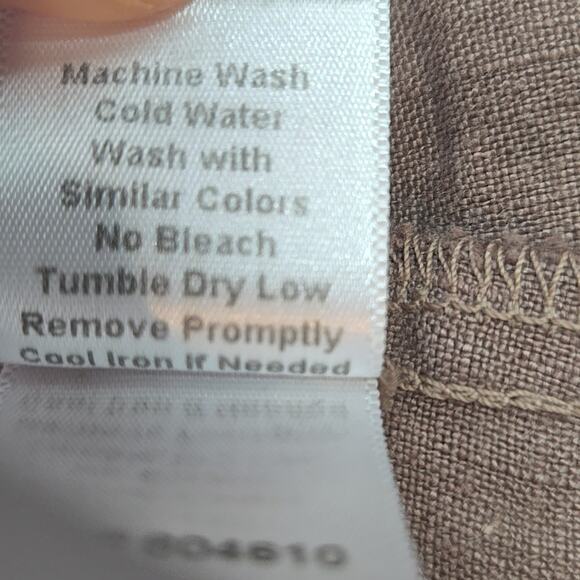 Machine Wash
Cold Water
Wash with
Similar Colors
No Bleach
Tumble Dry Low
Remove Promptly
Cool Iron If Needed